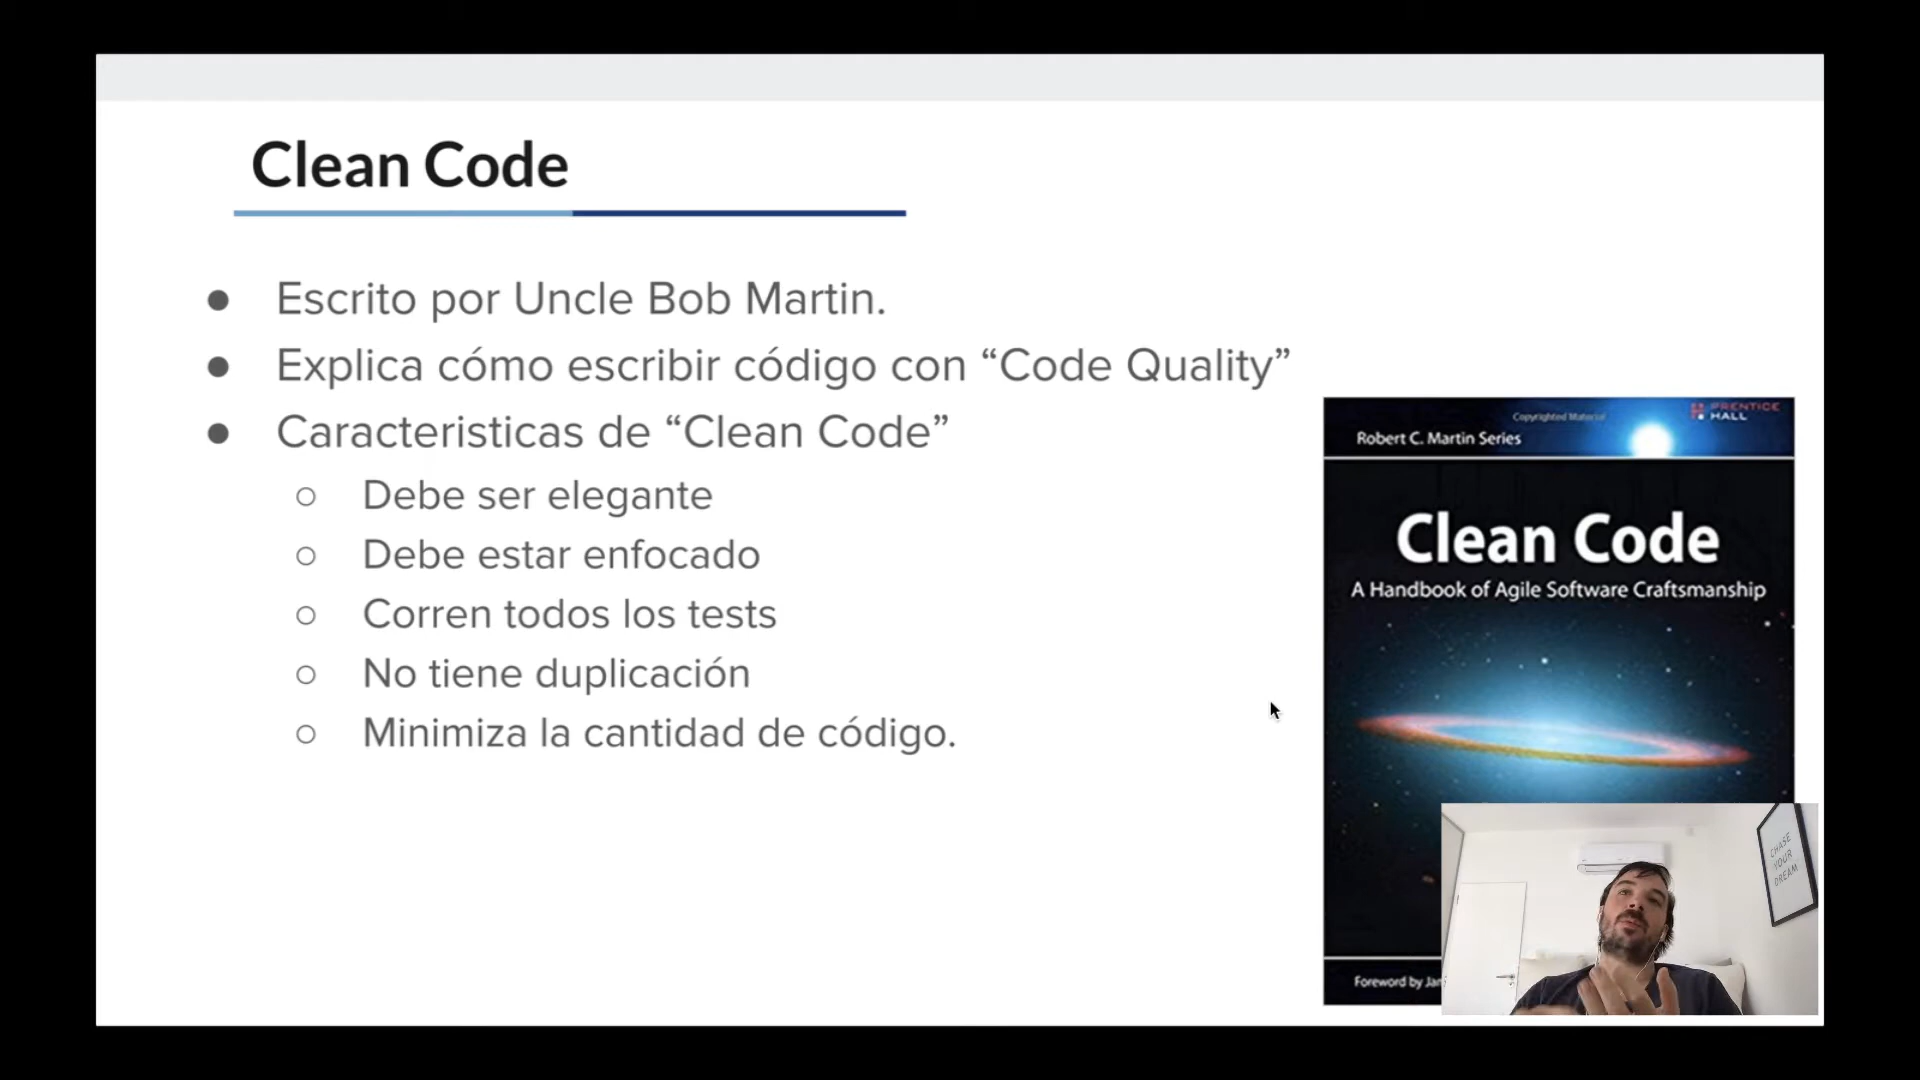 Clean Code
Escrito por Uncle Bob Martin.
Explica cómo escribir código con “Code Quality”
Caracteristicas de “Clean Code”
Debe ser elegante
Debe estar enfocado
Corren todos los tests
No tiene duplicación
Minimiza la cantidad de código.
Copyrighted Material
PRENTICE
HALL
Robert C. Martin Series
Clean Code
A Handbook of Agile Software Craftsmanship
Foreword by
CHASE
YOUR
DREAM